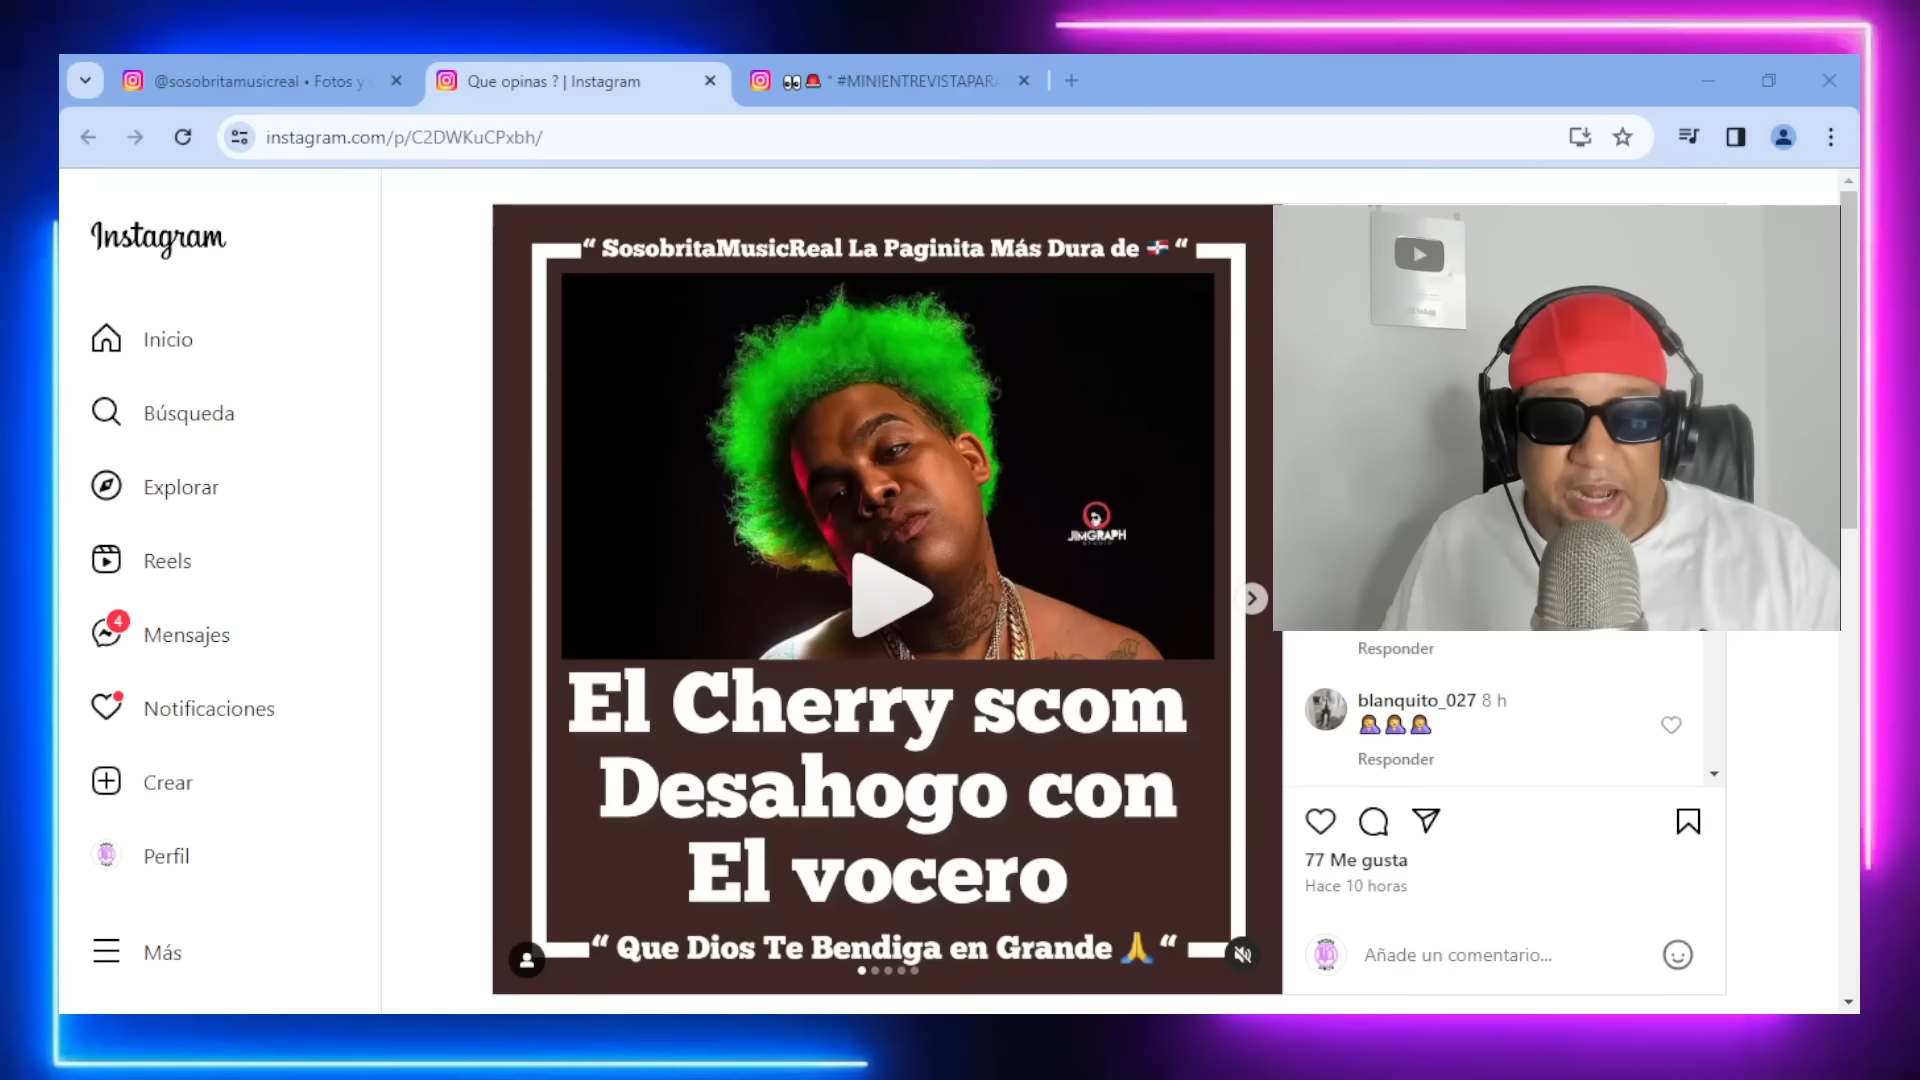 @sosobritamusicreal • Fotos y
Que opinas ? | Instagram
👀🚨 “ #MINIENTREVISTAPARA
instagram.com/p/C2DWKuCPxbh/
Instagram
Inicio
Búsqueda
Explorar
Reels
4
Mensajes
Notificaciones
Crear
Perfil
Más
“ SosobritaMusicReal La Paginita Más Dura de 🇩🇴 “
JIMGRAPH
El Cherry scom
Desahogo con
El vocero
“ Que Dios Te Bendiga en Grande 🙏 “
Responder
blanquito_027 8 h
🤦‍♀️🤦‍♀️🤦‍♀️
Responder
77 Me gusta
Hace 10 horas
Añade un comentario...